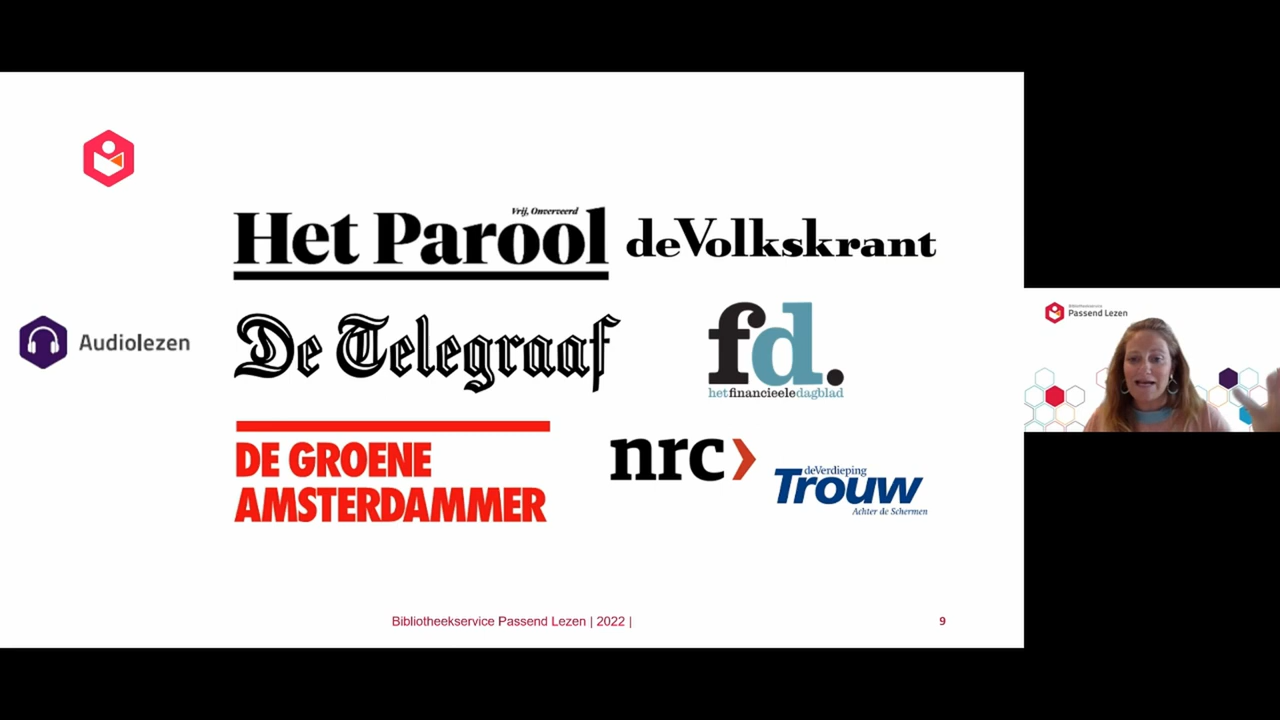 Vrij, Onverveerd
Het Parool
deVolkskrant
Audiolezen
De Telegraaf
fd.
hetfinancieeledagblad
DE GROENE
AMSTERDAMMER
nrc
deVerdieping
Trouw
Achter de Schermen
Bibliotheekservice
Passend Lezen
Bibliotheekservice Passend Lezen | 2022 |
9